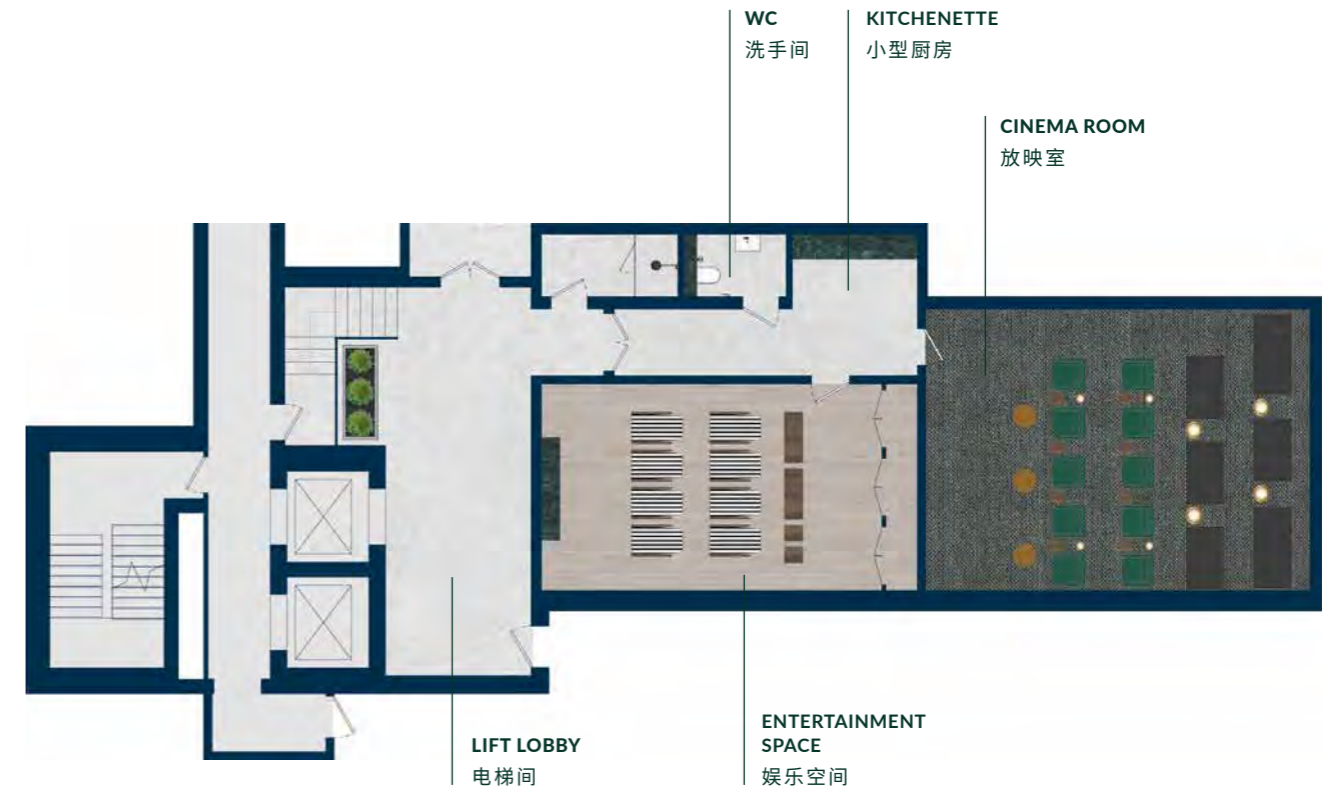 WC
洗手间
KITCHENETTE
小型厨房
CINEMA ROOM
放映室
LIFT LOBBY
电梯间
ENTERTAINMENT
SPACE
娱乐空间